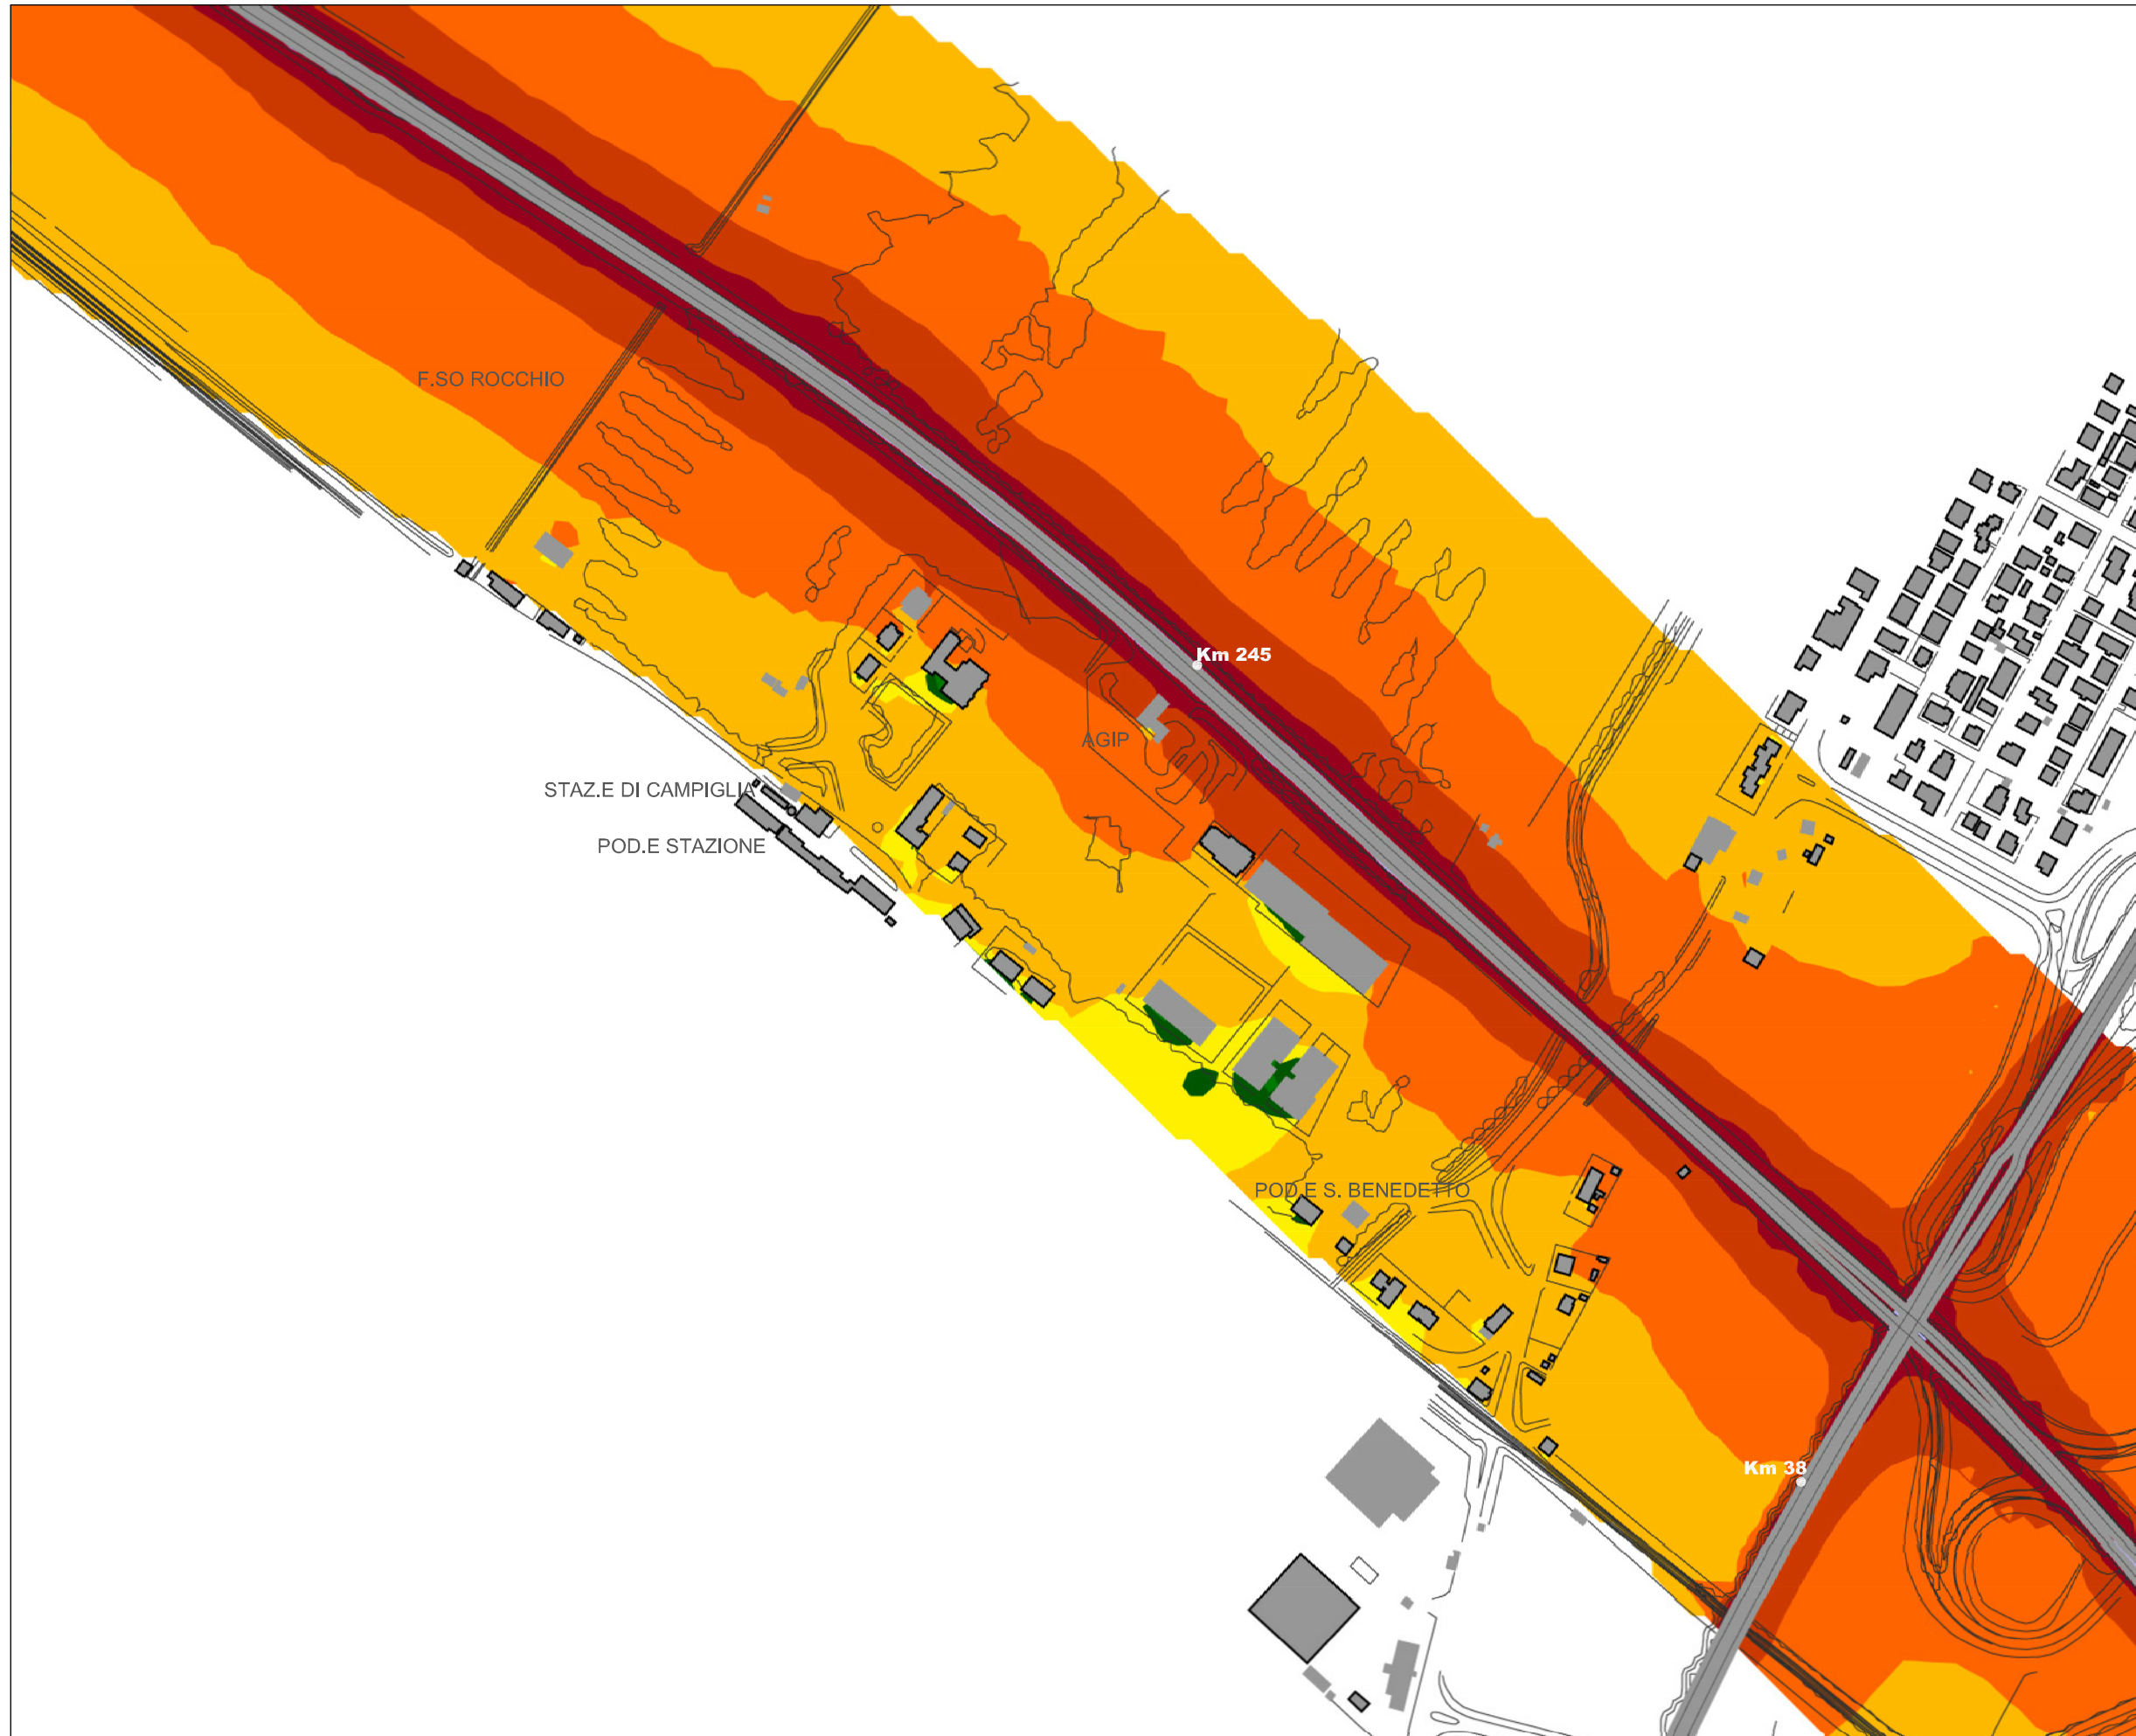 F.SO ROCCHIO
Km 245
AGIP
STAZ.E DI CAMPIGLIA
POD.E STAZIONE
POD.E S. BENEDETTO
Km 38